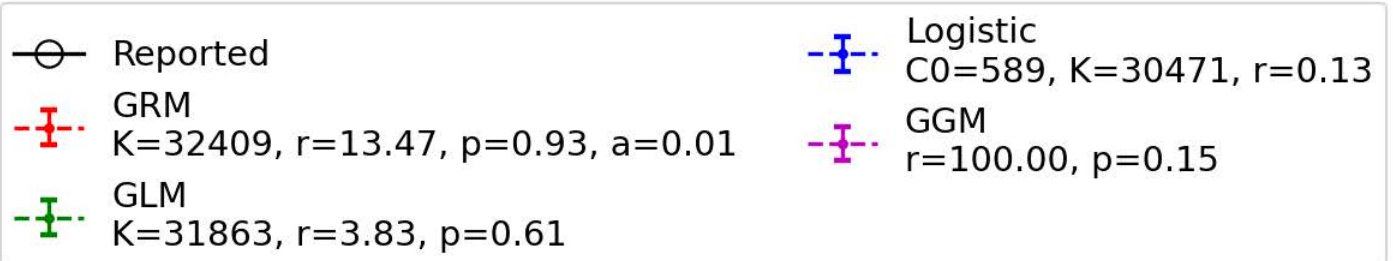 Reported
GRM
K=32409, r=13.47, p=0.93, a=0.01
GLM
K=31863, r=3.83, p=0.61
Logistic
C0=589, K=30471, r=0.13
GGM
r=100.00, p=0.15